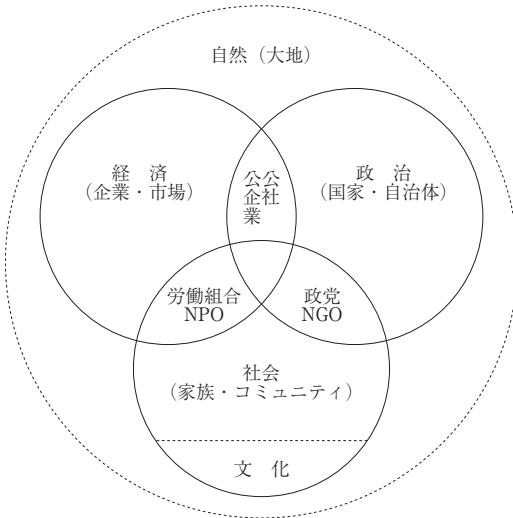 自然（大地）
経　済
（企業・市場）
政　治
（国家・自治体）
公社
公企業
労働組合
NPO
政党
NGO
社会
（家族・コミュニティ）
文　化